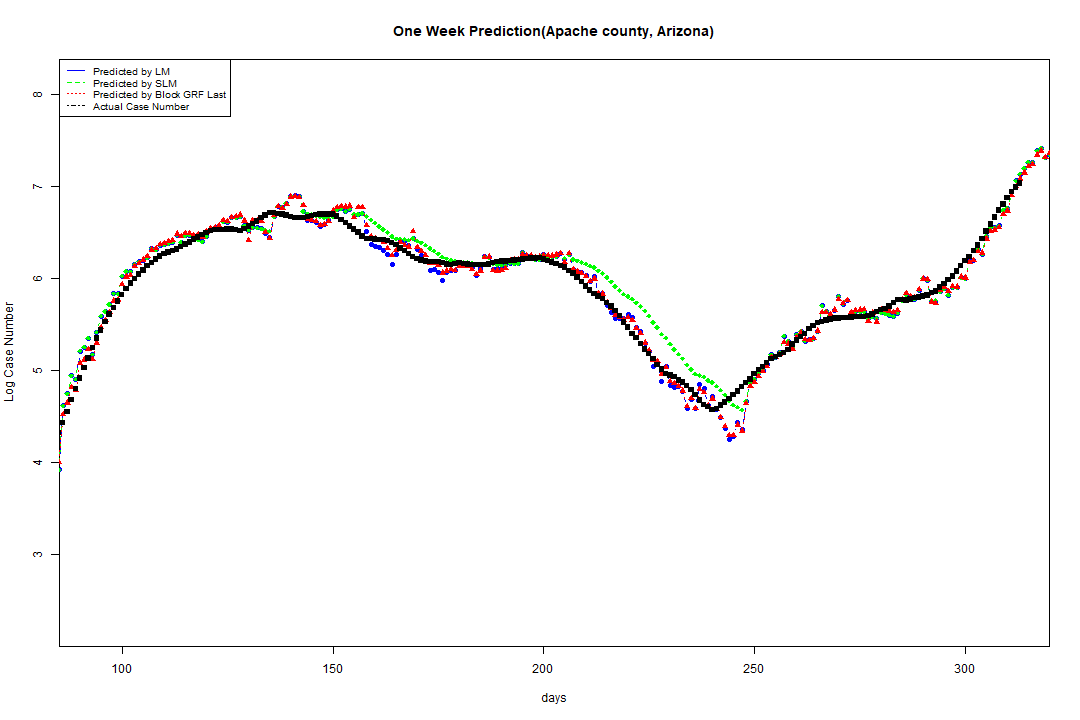 One Week Prediction(Apache county, Arizona)
Predicted by LM
Predicted by SLM
Predicted by Block GRF Last
Actual Case Number
Log Case Number
8
7
6
5
4
3
100 150 200 250 300
days